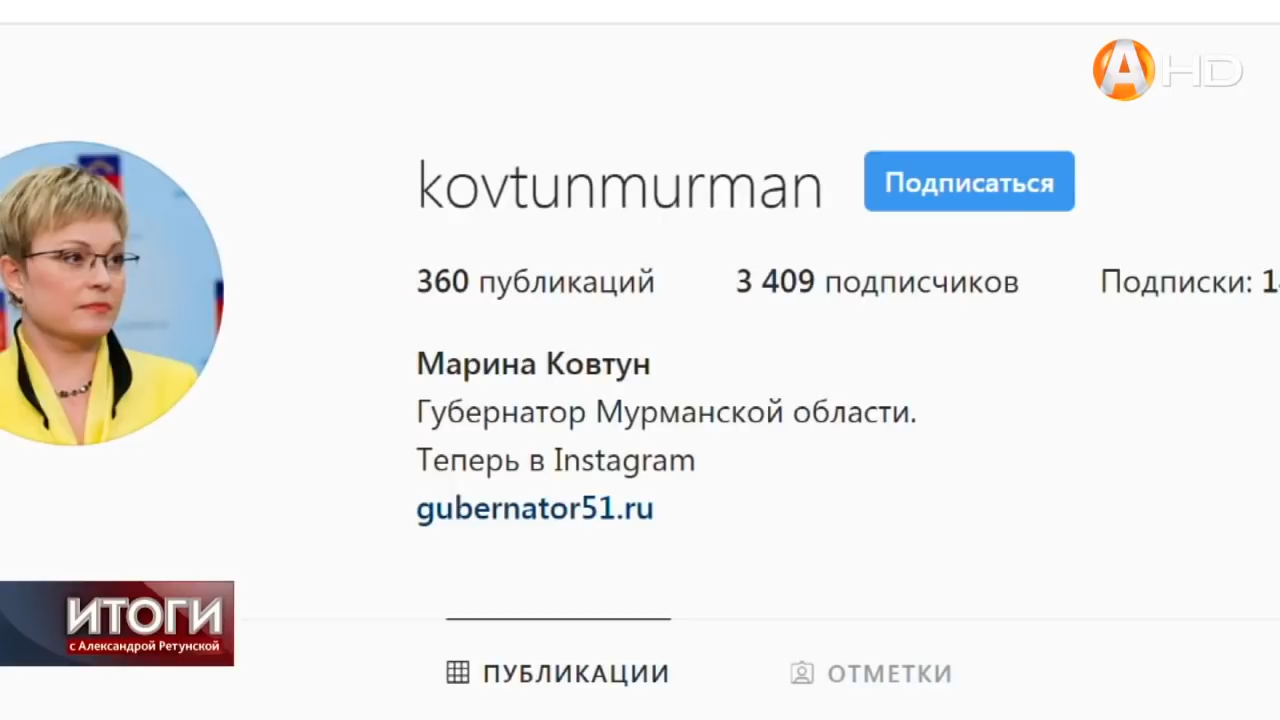 A HD
kovtunmurman
Подписаться
360 публикаций
3 409 подписчиков
Подписки:
Марина Ковтун
Губернатор Мурманской области.
Теперь в Instagram
gubernator51.ru
ИТОГИ
с Александрой Ретунской
ПУБЛИКАЦИИ
ОТМЕТКИ